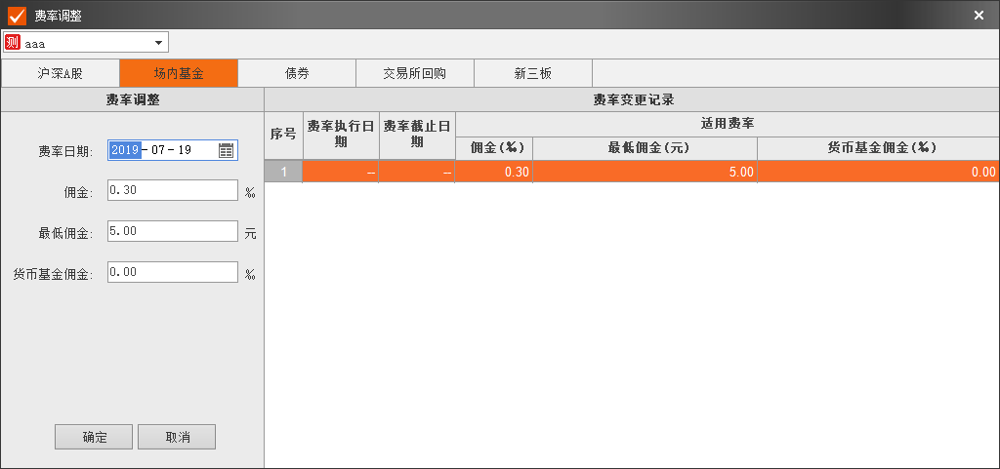 费率调整
测 aaa
沪深A股 场内基金 债券 交易所回购 新三板
费率调整
费率日期: 2019-07-19
佣金: 0.30 ‰
最低佣金: 5.00 元
货币基金佣金: 0.00 ‰
确定 取消
费率变更记录
序号 费率执行日期 费率截止日期 适用费率
佣金(‰) 最低佣金(元) 货币基金佣金(‰)
1 -- -- 0.30 5.00 0.00